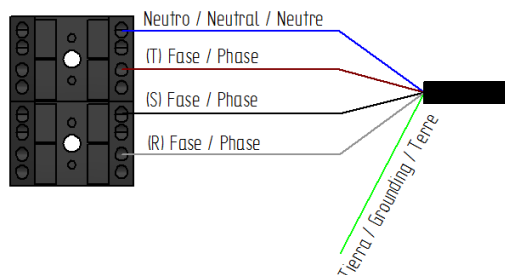 Neutro / Neutral / Neutre
(T) Fase / Phase
(S) Fase / Phase
(R) Fase / Phase
Tierra / Grounding / Terre